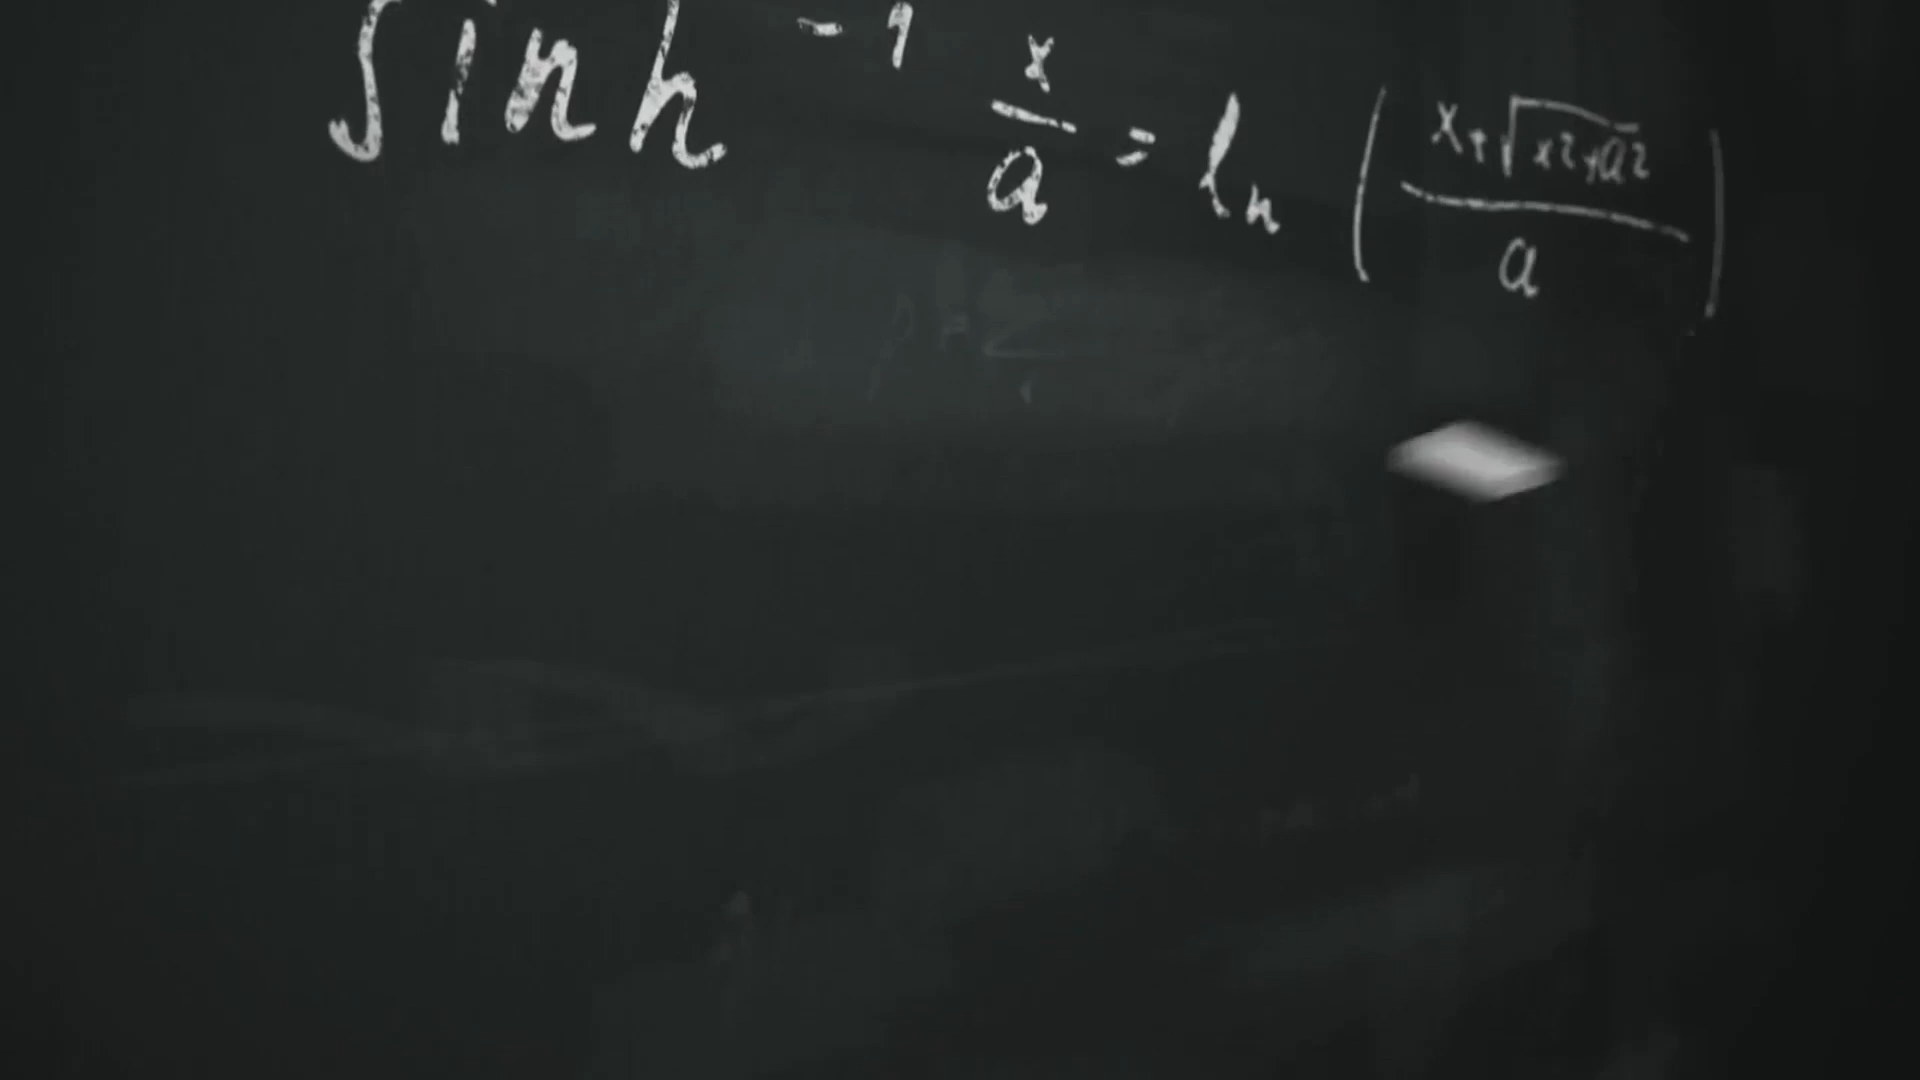 sinh⁻¹ x/a = ln ( (x+√(x²+a²))/a )